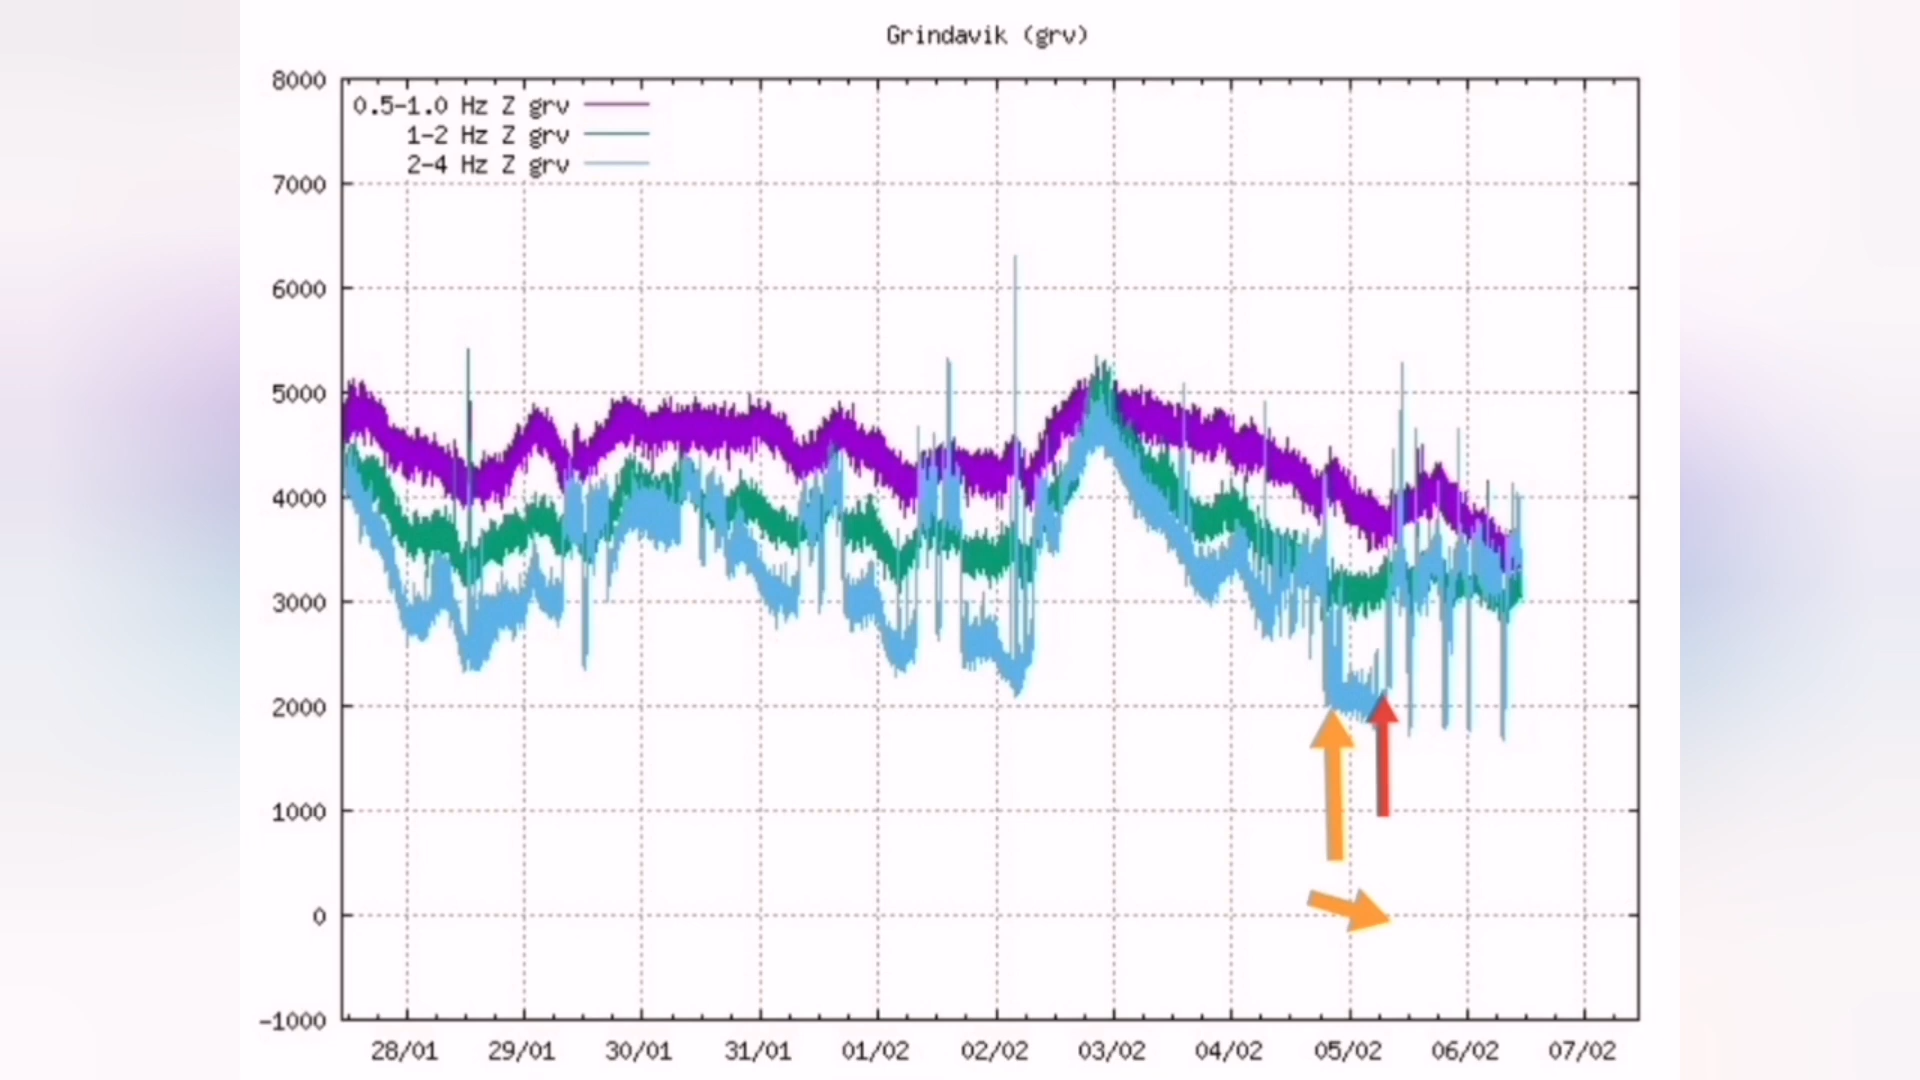 Grindavik (grv)
8000
0.5-1.0 Hz Z grv
1-2 Hz Z grv
2-4 Hz Z grv
7000
6000
5000
4000
3000
2000
1000
0
-1000
28/01 29/01 30/01 31/01 01/02 02/02 03/02 04/02 05/02 06/02 07/02